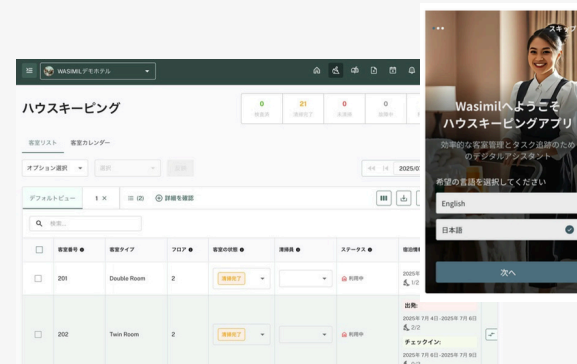 WASIMILデモホテル
ハウスキーピング
0
21
清掃完了
0
0
客室リスト 客室カレンダー
オプション選択
選択
2025/0
デフォルトビュー 1 × (2) 詳細を確認
検索...
客室番号 客室タイプ フロア 客室の状態 清掃員 ステータス 宿泊情報
201 Double Room 2 清掃完了 利用中 2025年
1/2
出発:
202 Twin Room 2 清掃完了 利用中 2025年 7月 4日-2025年 7月 6日
2/2
チェックイン:
2025年 7月 6日-2025年 7月 9日
スキップ
Wasimilへようこそ
ハウスキーピングアプリ
効率的な客室管理とタスク追跡のため
のデジタルアシスタント
希望の言語を選択してください
English
日本語
次へ